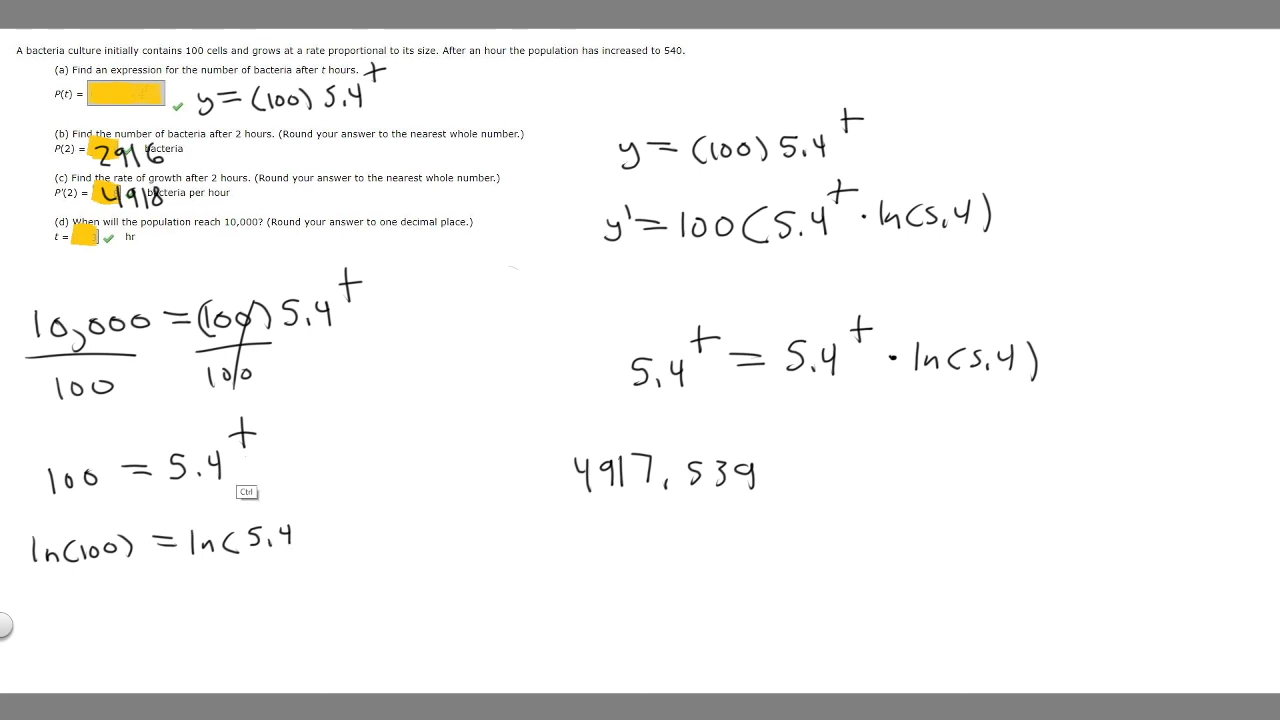 A bacteria culture initially contains 100 cells and grows at a rate proportional to its size. After an hour the population has increased to 540.
(a) Find an expression for the number of bacteria after t hours.
P(t) =
y = (100) 5.4^t
(b) Find the number of bacteria after 2 hours. (Round your answer to the nearest whole number.)
P(2) = 2916 bacteria
(c) Find the rate of growth after 2 hours. (Round your answer to the nearest whole number.)
P'(2) = 4918 bacteria per hour
(d) When will the population reach 10,000? (Round your answer to one decimal place.)
t = hr
y = (100) 5.4^t
y' = 100 (5.4^t · ln(5.4)
5.4^t = 5.4^t · ln(5.4)
4917.539
10,000 = (100) 5.4^t
100 100
100 = 5.4^t
Ctrl
ln(100) = ln(5.4